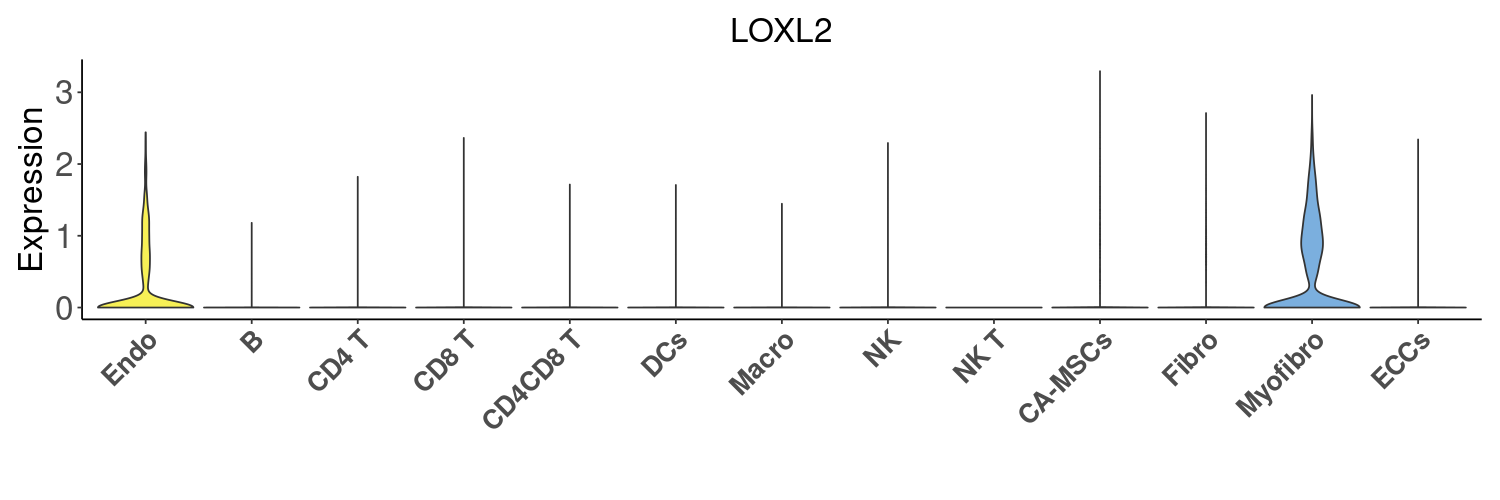 LOXL2
Expression
3
2
1
0
Endo
B
CD4 T
CD8 T
CD4CD8 T
DCs
Macro
NK
NK T
CA-MSCs
Fibro
Myofibro
ECCs